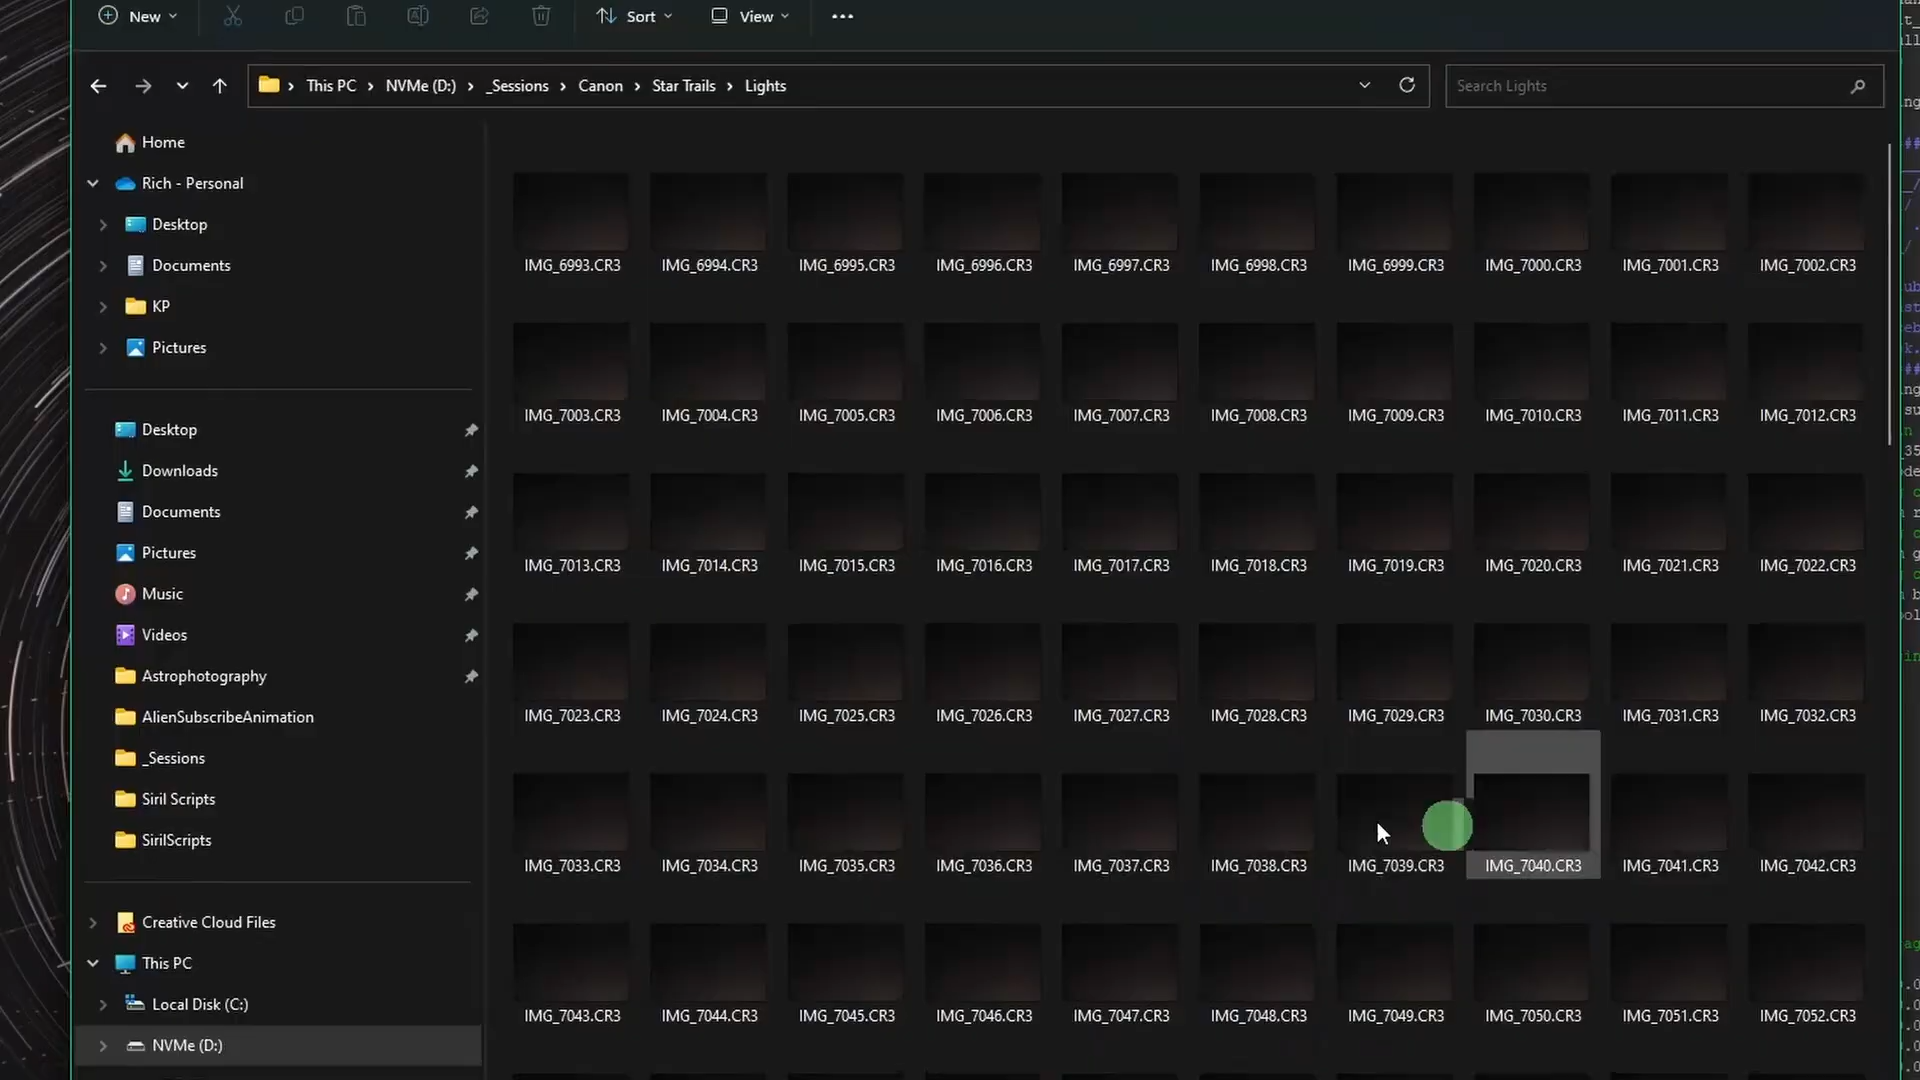 New
Sort
View
This PC
NVMe (D:)
_Sessions
Canon
Star Trails
Lights
Search Lights
Home
Rich - Personal
Desktop
Documents
KP
Pictures
Desktop
Downloads
Documents
Pictures
Music
Videos
Astrophotography
AlienSubscribeAnimation
_Sessions
Siril Scripts
SirilScripts
Creative Cloud Files
This PC
Local Disk (C:)
NVMe (D:)
IMG_6993.CR3 IMG_6994.CR3 IMG_6995.CR3 IMG_6996.CR3 IMG_6997.CR3 IMG_6998.CR3 IMG_6999.CR3 IMG_7000.CR3 IMG_7001.CR3 IMG_7002.CR3
IMG_7003.CR3 IMG_7004.CR3 IMG_7005.CR3 IMG_7006.CR3 IMG_7007.CR3 IMG_7008.CR3 IMG_7009.CR3 IMG_7010.CR3 IMG_7011.CR3 IMG_7012.CR3
IMG_7013.CR3 IMG_7014.CR3 IMG_7015.CR3 IMG_7016.CR3 IMG_7017.CR3 IMG_7018.CR3 IMG_7019.CR3 IMG_7020.CR3 IMG_7021.CR3 IMG_7022.CR3
IMG_7023.CR3 IMG_7024.CR3 IMG_7025.CR3 IMG_7026.CR3 IMG_7027.CR3 IMG_7028.CR3 IMG_7029.CR3 IMG_7030.CR3 IMG_7031.CR3 IMG_7032.CR3
IMG_7033.CR3 IMG_7034.CR3 IMG_7035.CR3 IMG_7036.CR3 IMG_7037.CR3 IMG_7038.CR3 IMG_7039.CR3 IMG_7040.CR3 IMG_7041.CR3 IMG_7042.CR3
IMG_7043.CR3 IMG_7044.CR3 IMG_7045.CR3 IMG_7046.CR3 IMG_7047.CR3 IMG_7048.CR3 IMG_7049.CR3 IMG_7050.CR3 IMG_7051.CR3 IMG_7052.CR3